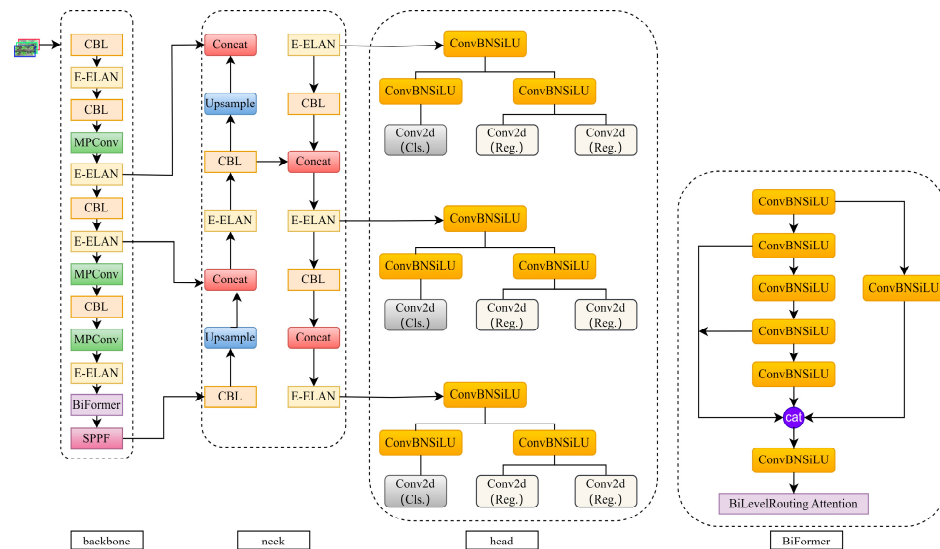 CBL
E-ELAN
CBL
MPConv
E-ELAN
CBL
E-ELAN
MPConv
CBL
MPConv
E-ELAN
BiFormer
SPPF
backbone
Concat
Upsample
CBL
E-ELAN
Concat
Upsample
CBL
E-ELAN
CBL
Concat
E-ELAN
CBL
Concat
E-ELAN
neck
ConvBNSiLU
ConvBNSiLU
ConvBNSiLU
Conv2d
(Cls.)
Conv2d
(Reg.)
Conv2d
(Reg.)
ConvBNSiLU
ConvBNSiLU
ConvBNSiLU
Conv2d
(Cls.)
Conv2d
(Reg.)
Conv2d
(Reg.)
ConvBNSiLU
ConvBNSiLU
ConvBNSiLU
Conv2d
(Cls.)
Conv2d
(Reg.)
Conv2d
(Reg.)
head
ConvBNSiLU
ConvBNSiLU
ConvBNSiLU
ConvBNSiLU
ConvBNSiLU
ConvBNSiLU
cat
ConvBNSiLU
BiLevelRouting Attention
BiFormer